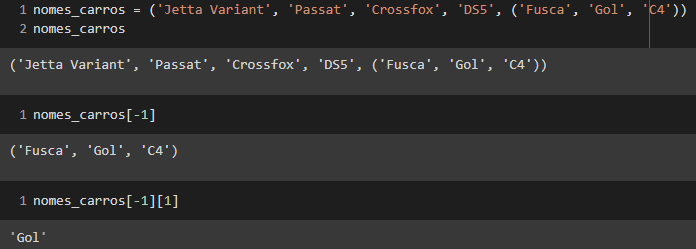 1 nomes_carros = ('Jetta Variant', 'Passat', 'Crossfox', 'DS5', ('Fusca', 'Gol', 'C4'))
2 nomes_carros
('Jetta Variant', 'Passat', 'Crossfox', 'DS5', ('Fusca', 'Gol', 'C4'))
1 nomes_carros[-1]
('Fusca', 'Gol', 'C4')
1 nomes_carros[-1][1]
'Gol'